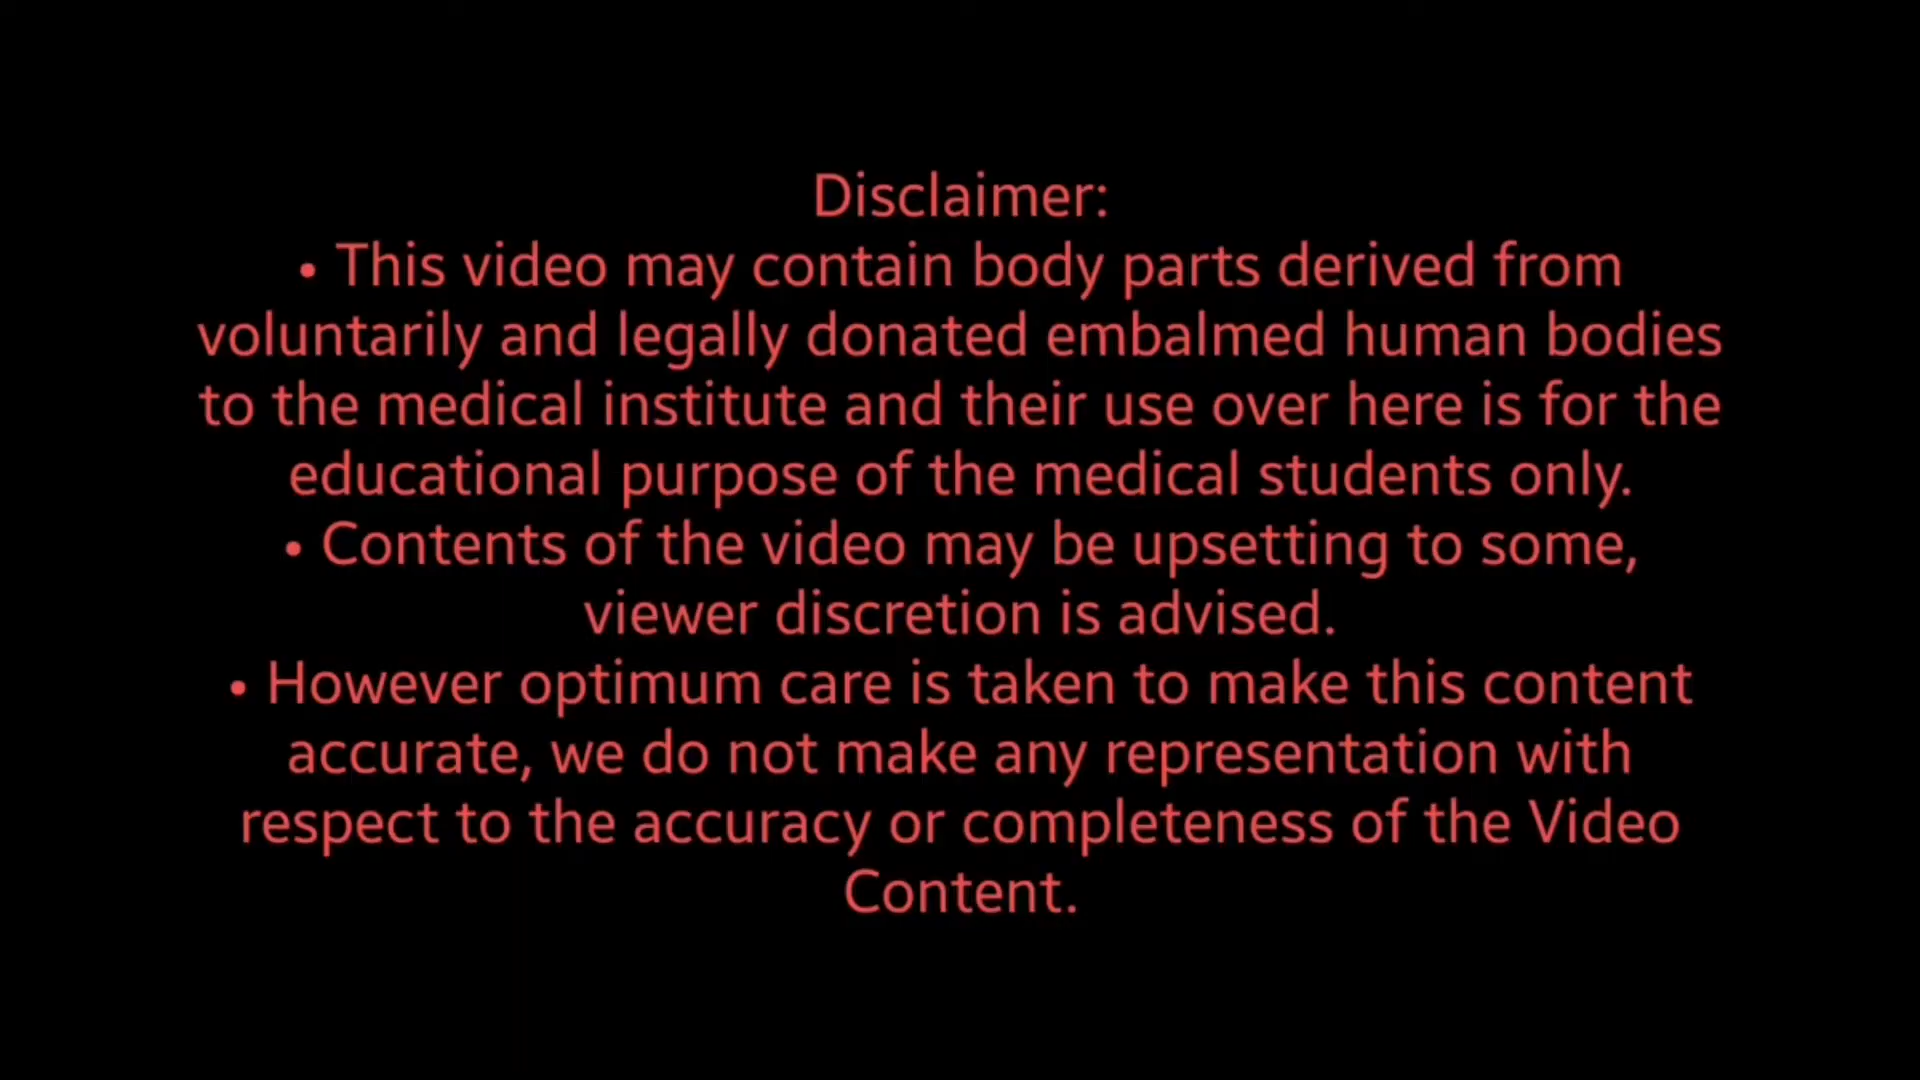 Disclaimer:
• This video may contain body parts derived from
voluntarily and legally donated embalmed human bodies
to the medical institute and their use over here is for the
educational purpose of the medical students only.
• Contents of the video may be upsetting to some,
viewer discretion is advised.
• However optimum care is taken to make this content
accurate, we do not make any representation with
respect to the accuracy or completeness of the Video
Content.